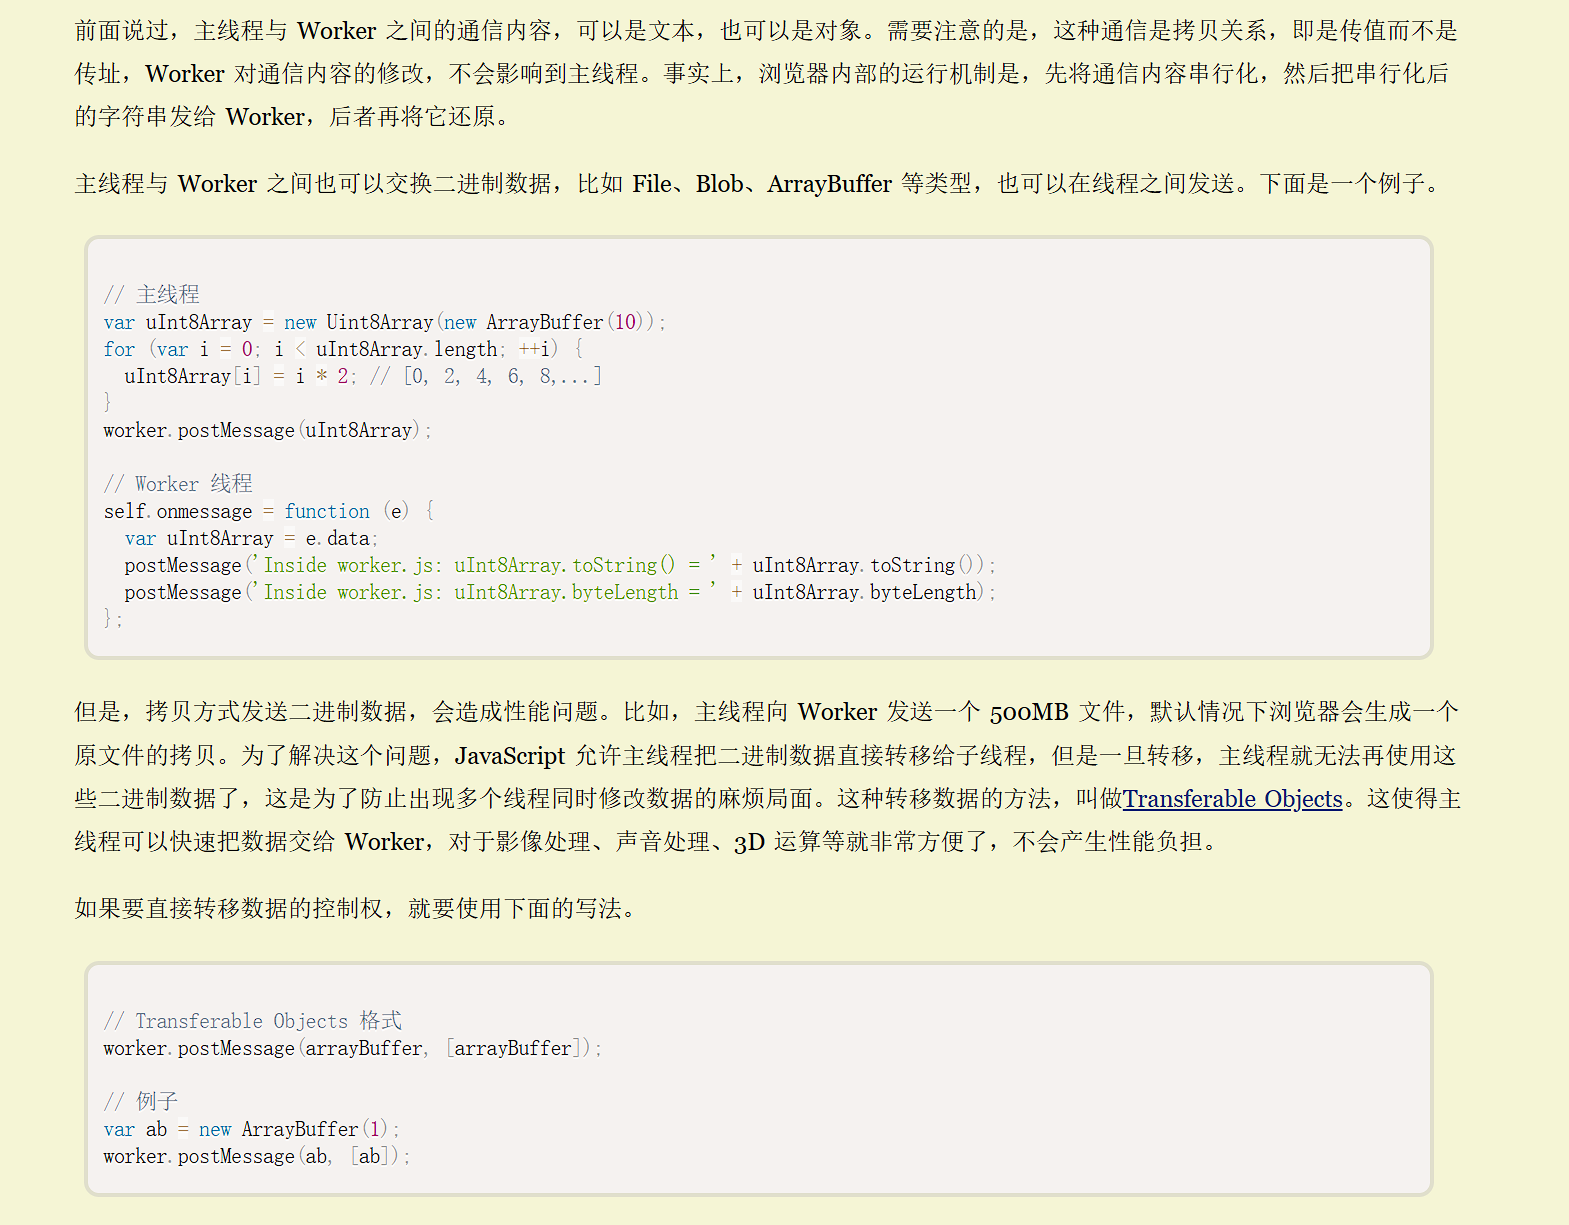 前面说过，主线程与 Worker 之间的通信内容，可以是文本，也可以是对象。需要注意的是，这种通信是拷贝关系，即是传值而不是
传址，Worker 对通信内容的修改，不会影响到主线程。事实上，浏览器内部的运行机制是，先将通信内容串行化，然后把串行化后
的字符串发给 Worker，后者再将它还原。
主线程与 Worker 之间也可以交换二进制数据，比如 File、Blob、ArrayBuffer 等类型，也可以在线程之间发送。下面是一个例子。
// 主线程
var uInt8Array = new Uint8Array(new ArrayBuffer(10));
for (var i = 0; i < uInt8Array.length; ++i) {
  uInt8Array[i] = i * 2; // [0, 2, 4, 6, 8,...]
}
worker.postMessage(uInt8Array);
// Worker 线程
self.onmessage = function (e) {
  var uInt8Array = e.data;
  postMessage('Inside worker.js: uInt8Array.toString() = ' + uInt8Array.toString());
  postMessage('Inside worker.js: uInt8Array.byteLength = ' + uInt8Array.byteLength);
};
但是，拷贝方式发送二进制数据，会造成性能问题。比如，主线程向 Worker 发送一个 500MB 文件，默认情况下浏览器会生成一个
原文件的拷贝。为了解决这个问题，JavaScript 允许主线程把二进制数据直接转移给子线程，但是一旦转移，主线程就无法再使用这
些二进制数据了，这是为了防止出现多个线程同时修改数据的麻烦局面。这种转移数据的方法，叫做Transferable Objects。这使得主
线程可以快速把数据交给 Worker，对于影像处理、声音处理、3D 运算等就非常方便了，不会产生性能负担。
如果要直接转移数据的控制权，就要使用下面的写法。
// Transferable Objects 格式
worker.postMessage(arrayBuffer, [arrayBuffer]);
// 例子
var ab = new ArrayBuffer(1);
worker.postMessage(ab, [ab]);